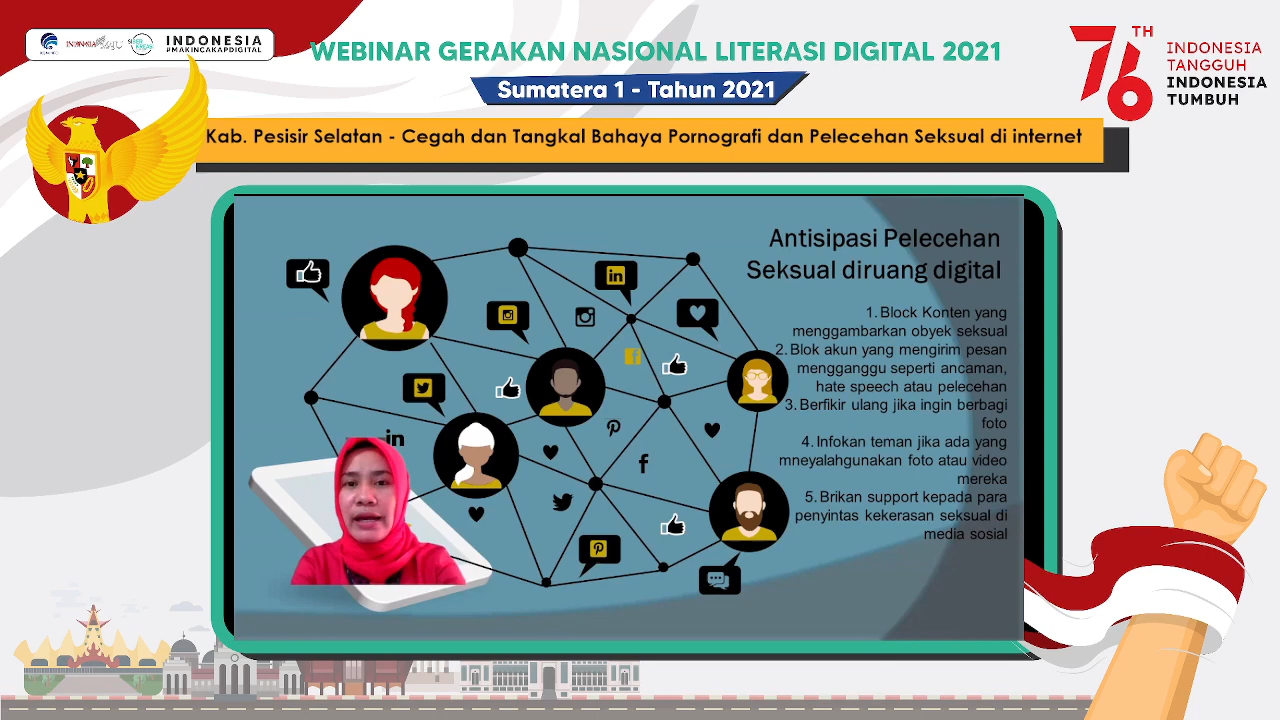 INDONESIA
#MAKINCAKAPDIGITAL
WEBINAR GERAKAN NASIONAL LITERASI DIGITAL 2021
Sumatera 1 - Tahun 2021
76 TH
INDONESIA
TANGGUH
INDONESIA
TUMBUH
Kab. Pesisir Selatan - Cegah dan Tangkal Bahaya Pornografi dan Pelecehan Seksual di internet
Antisipasi Pelecehan
Seksual diruang digital
1. Block Konten yang
menggambarkan obyek seksual
2. Blok akun yang mengirim pesan
mengganggu seperti ancaman,
hate speech atau pelecehan
3. Berfikir ulang jika ingin berbagi
foto
4. Infokan teman jika ada yang
mneyalahgunakan foto atau video
mereka
5. Brikan support kepada para
penyintas kekerasan seksual di
media sosial
in
in